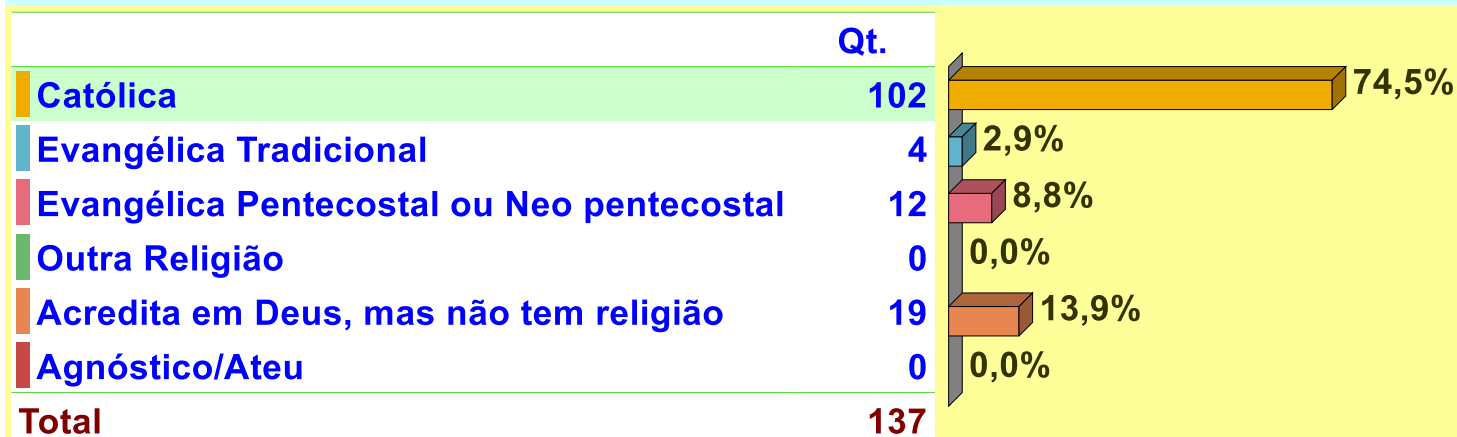 Qt.
Católica 102 74,5%
Evangélica Tradicional 4 2,9%
Evangélica Pentecostal ou Neo pentecostal 12 8,8%
Outra Religião 0 0,0%
Acredita em Deus, mas não tem religião 19 13,9%
Agnóstico/Ateu 0 0,0%
Total 137